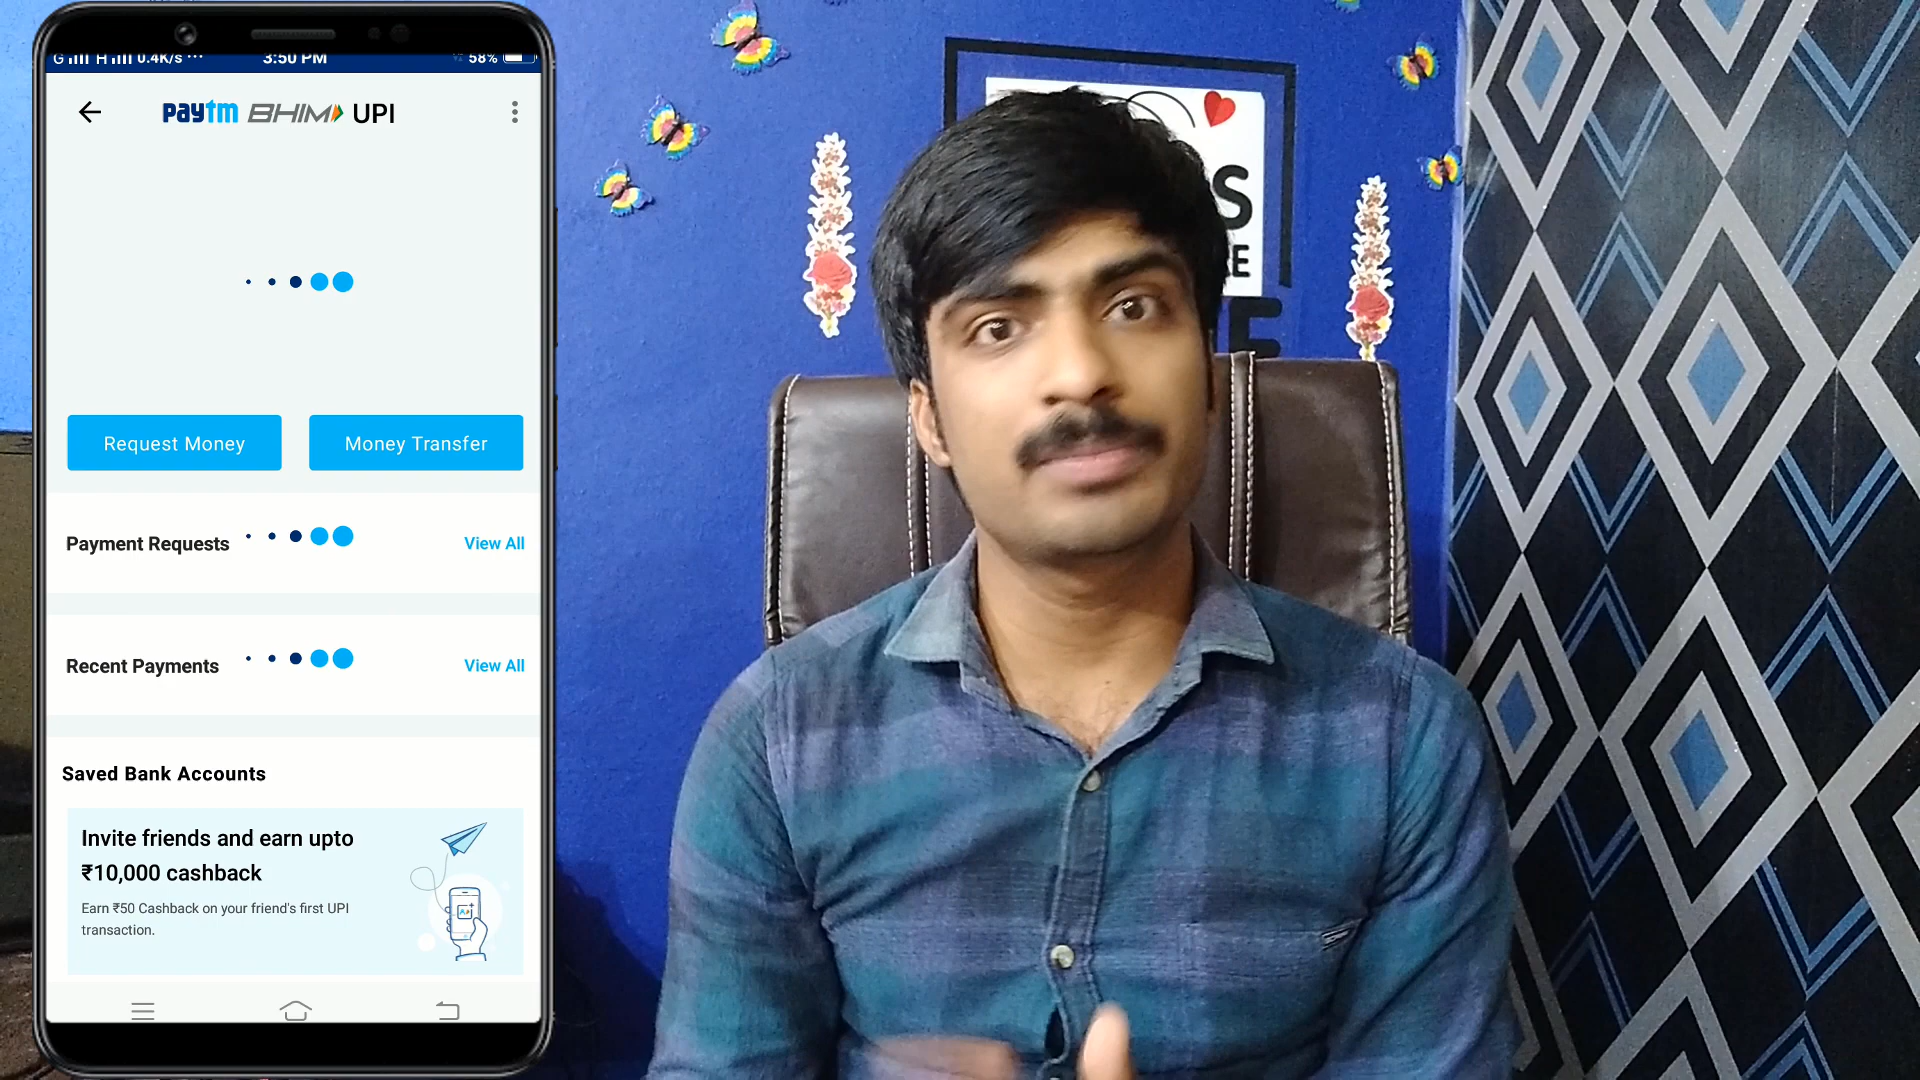 G H 0.4K/s ... 3:50 PM 58%
paytm BHIM UPI
Request Money Money Transfer
Payment Requests View All
Recent Payments View All
Saved Bank Accounts
Invite friends and earn upto
₹10,000 cashback
Earn ₹50 Cashback on your friend's first UPI
transaction.
S
E